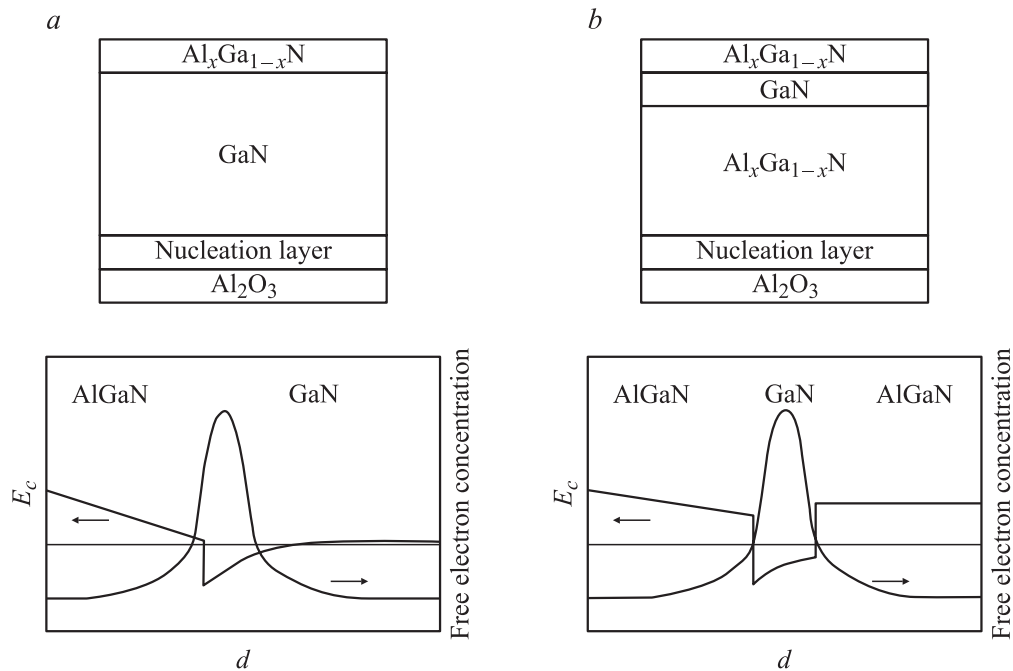 a
b
AlxGa1−xN
GaN
Nucleation layer
Al2O3
AlxGa1−xN
GaN
AlxGa1−xN
Nucleation layer
Al2O3
AlGaN
GaN
Ec
Free electron concentration
d
AlGaN
GaN
AlGaN
Ec
Free electron concentration
d